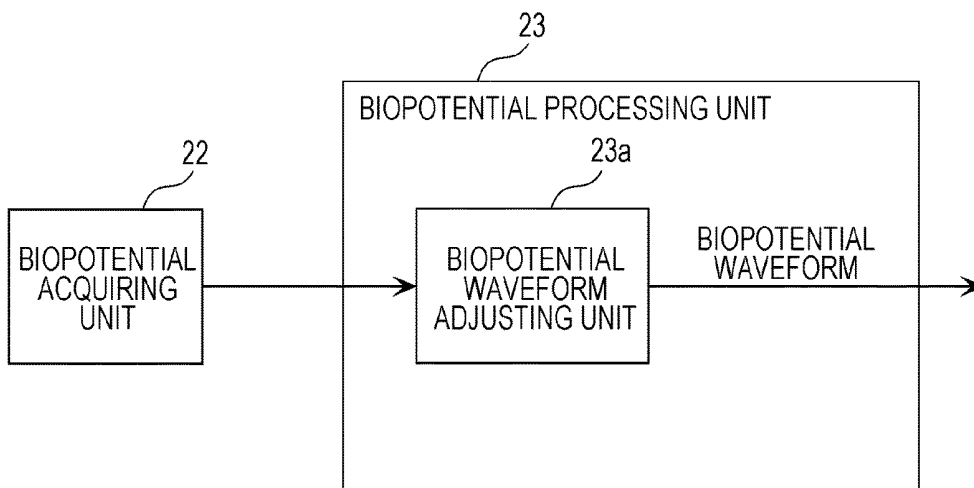 23
BIOPOTENTIAL PROCESSING UNIT
22
23a
BIOPOTENTIAL
ACQUIRING
UNIT
BIOPOTENTIAL
WAVEFORM
ADJUSTING UNIT
BIOPOTENTIAL
WAVEFORM